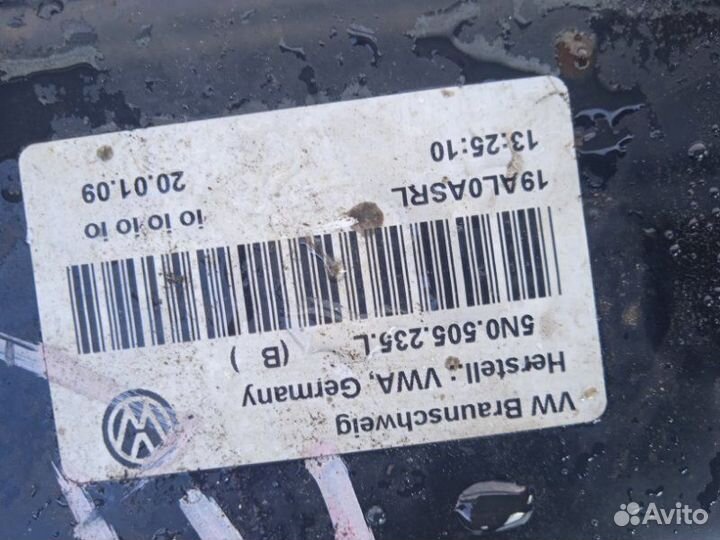 VW Braunschweig
Herstell.: VWA, Germany
5N0.505.235.L (B )
io io io io
19AL0ASRL
20.01.09
13:25:10
Avito